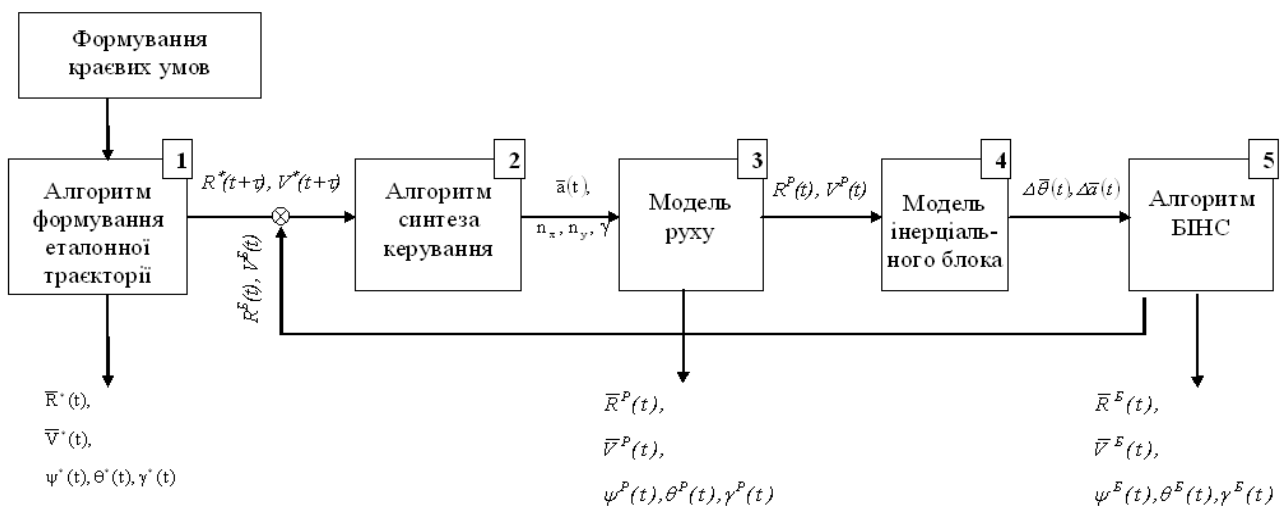 Формування
краєвих умов
1
Алгоритм
формування
еталонної
траєкторії
R*(t+τ), V*(t+τ)
R^Б(t), V^Б(t)
2
Алгоритм
синтеза
керування
a̅(t),
n_x, n_y, γ
3
Модель
руху
R^P(t), V^P(t)
4
Модель
інерціаль-
ного блока
Δθ̅(t), Δa̅(t)
5
Алгоритм
БІНС
R̅*(t),
V̅*(t),
ψ*(t), θ*(t), γ*(t)
R̅^P(t),
V̅^P(t),
ψ^P(t), θ^P(t), γ^P(t)
R̅^Б(t),
V̅^Б(t),
ψ^Б(t), θ^Б(t), γ^Б(t)